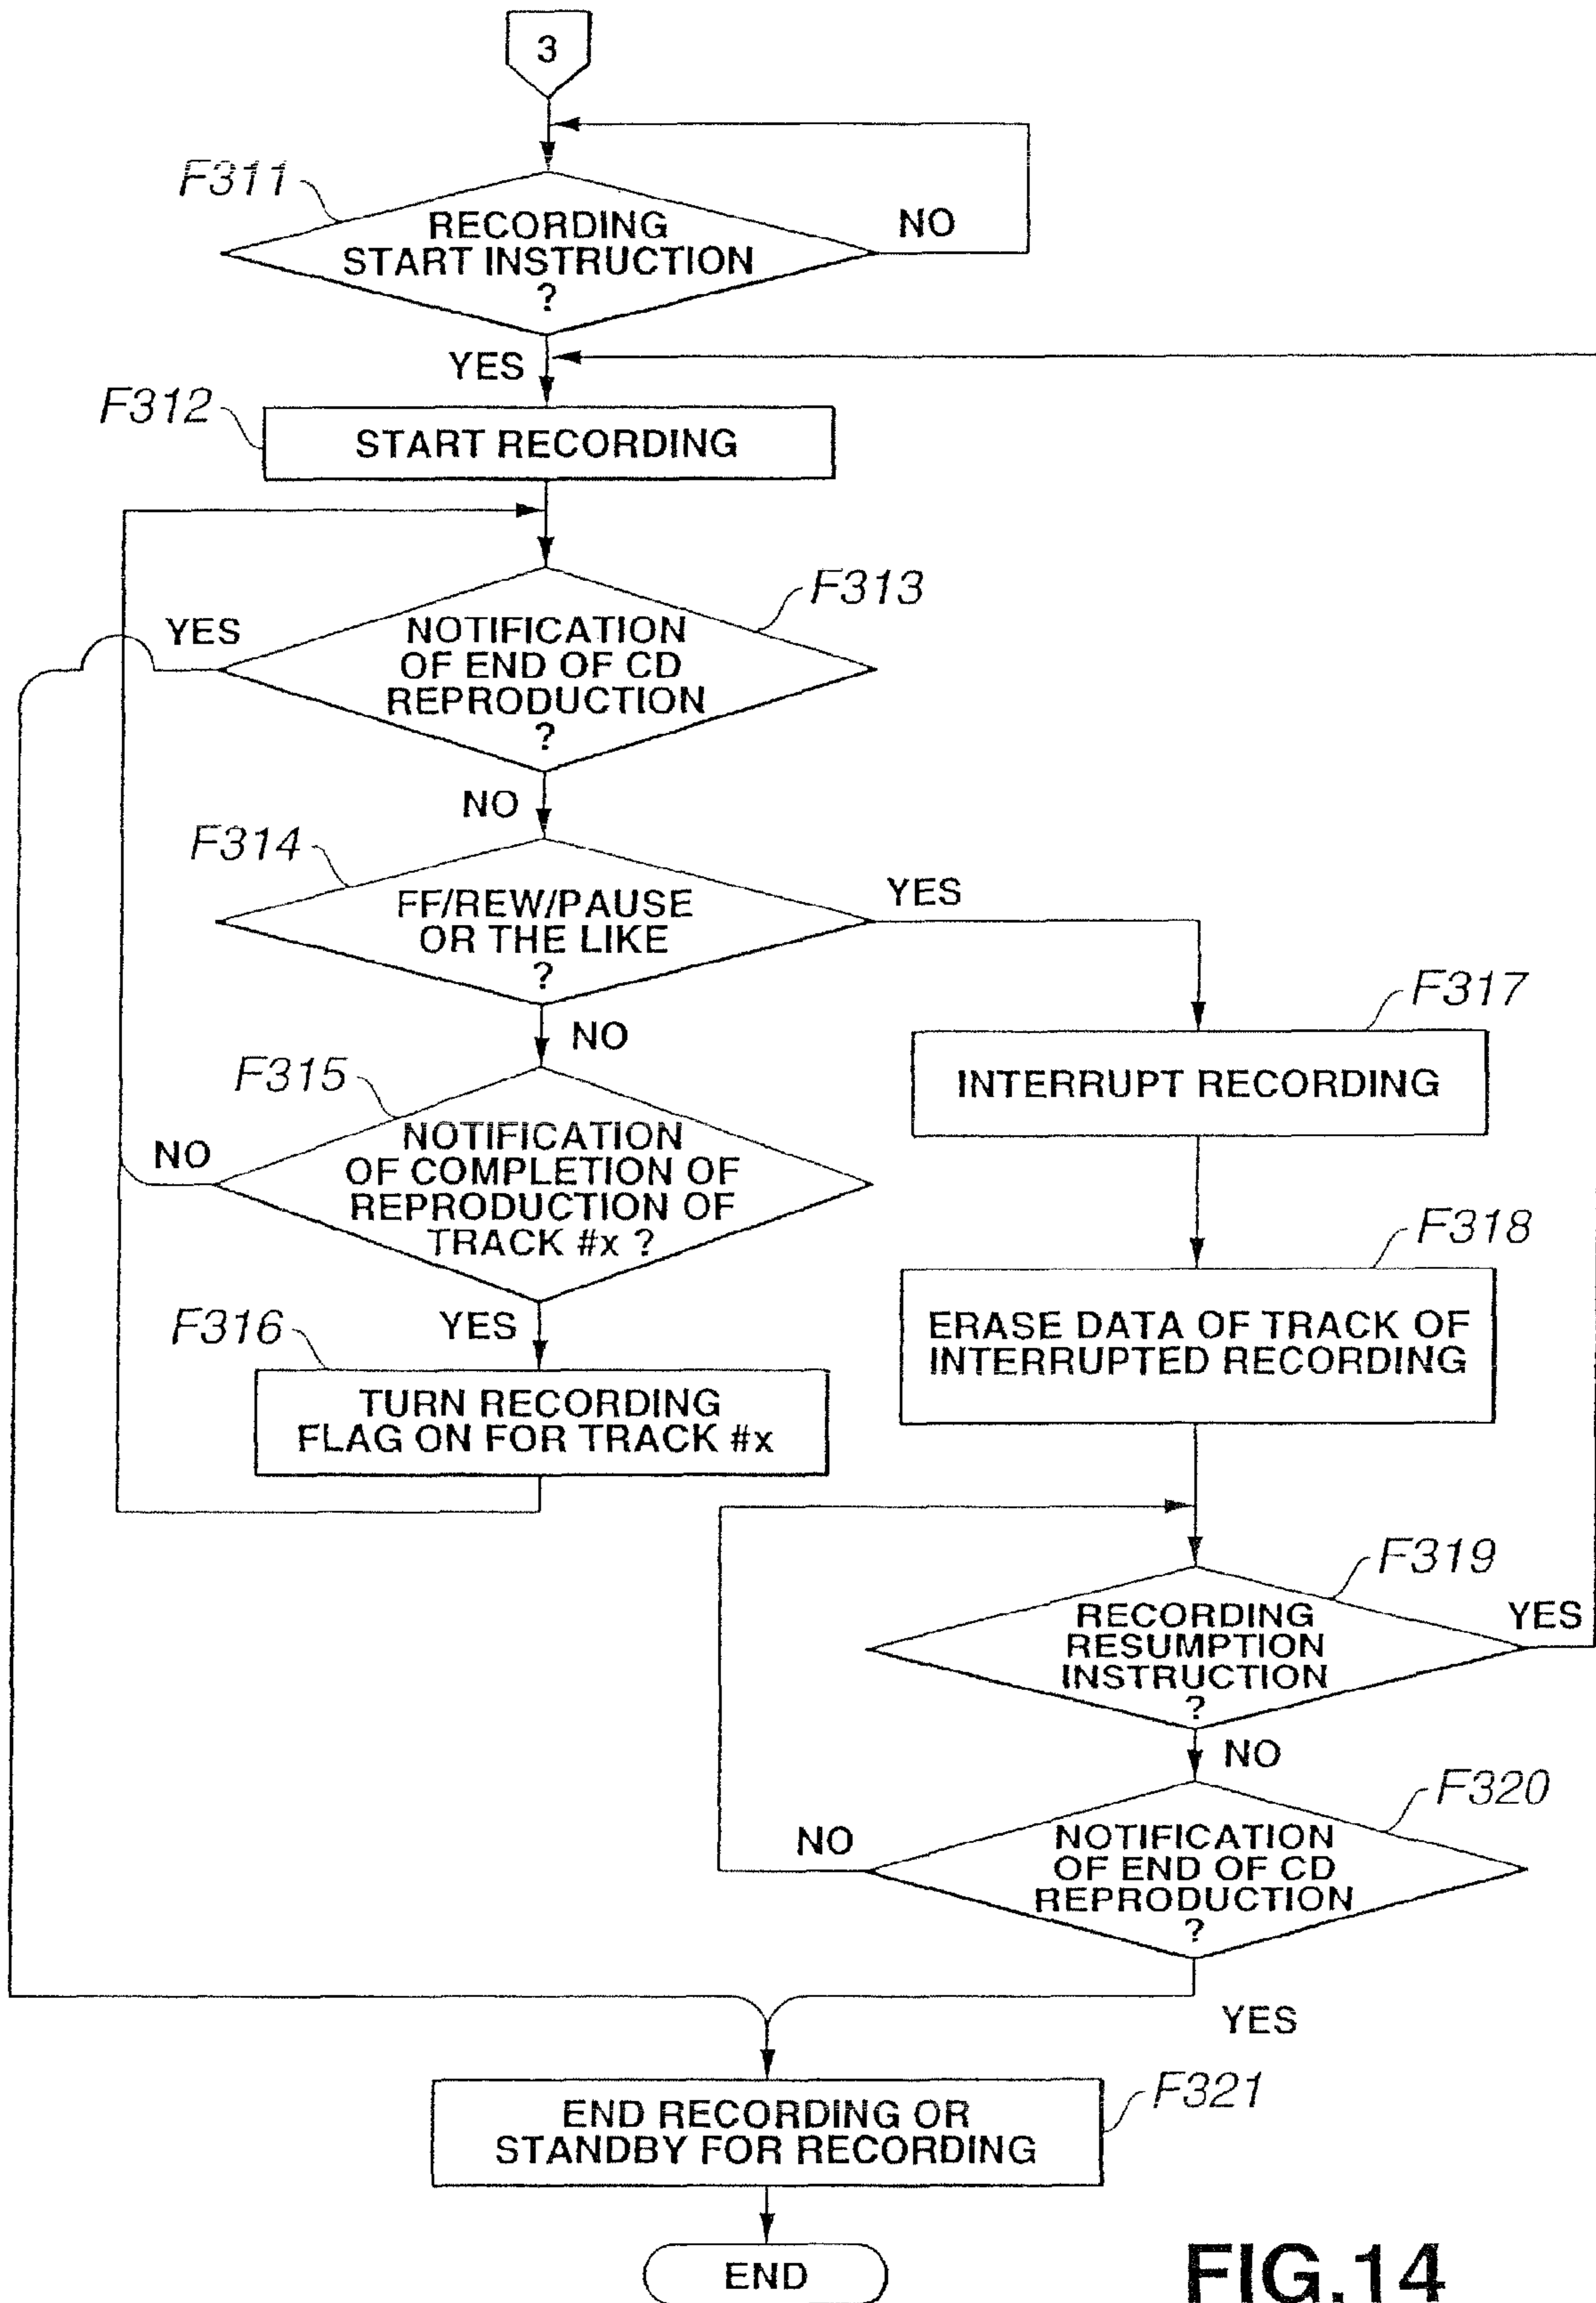 3
F311
RECORDING
START INSTRUCTION
?
NO
YES
F312
START RECORDING
F313
YES
NOTIFICATION
OF END OF CD
REPRODUCTION
?
NO
F314
FF/REW/PAUSE
OR THE LIKE
?
YES
NO
F317
INTERRUPT RECORDING
F315
NOTIFICATION
OF COMPLETION OF
REPRODUCTION OF
TRACK #x ?
NO
YES
F318
ERASE DATA OF TRACK OF
INTERRUPTED RECORDING
F316
TURN RECORDING
FLAG ON FOR TRACK #x
F319
RECORDING
RESUMPTION
INSTRUCTION
?
YES
NO
F320
NOTIFICATION
OF END OF CD
REPRODUCTION
?
NO
YES
F321
END RECORDING OR
STANDBY FOR RECORDING
END
FIG.14